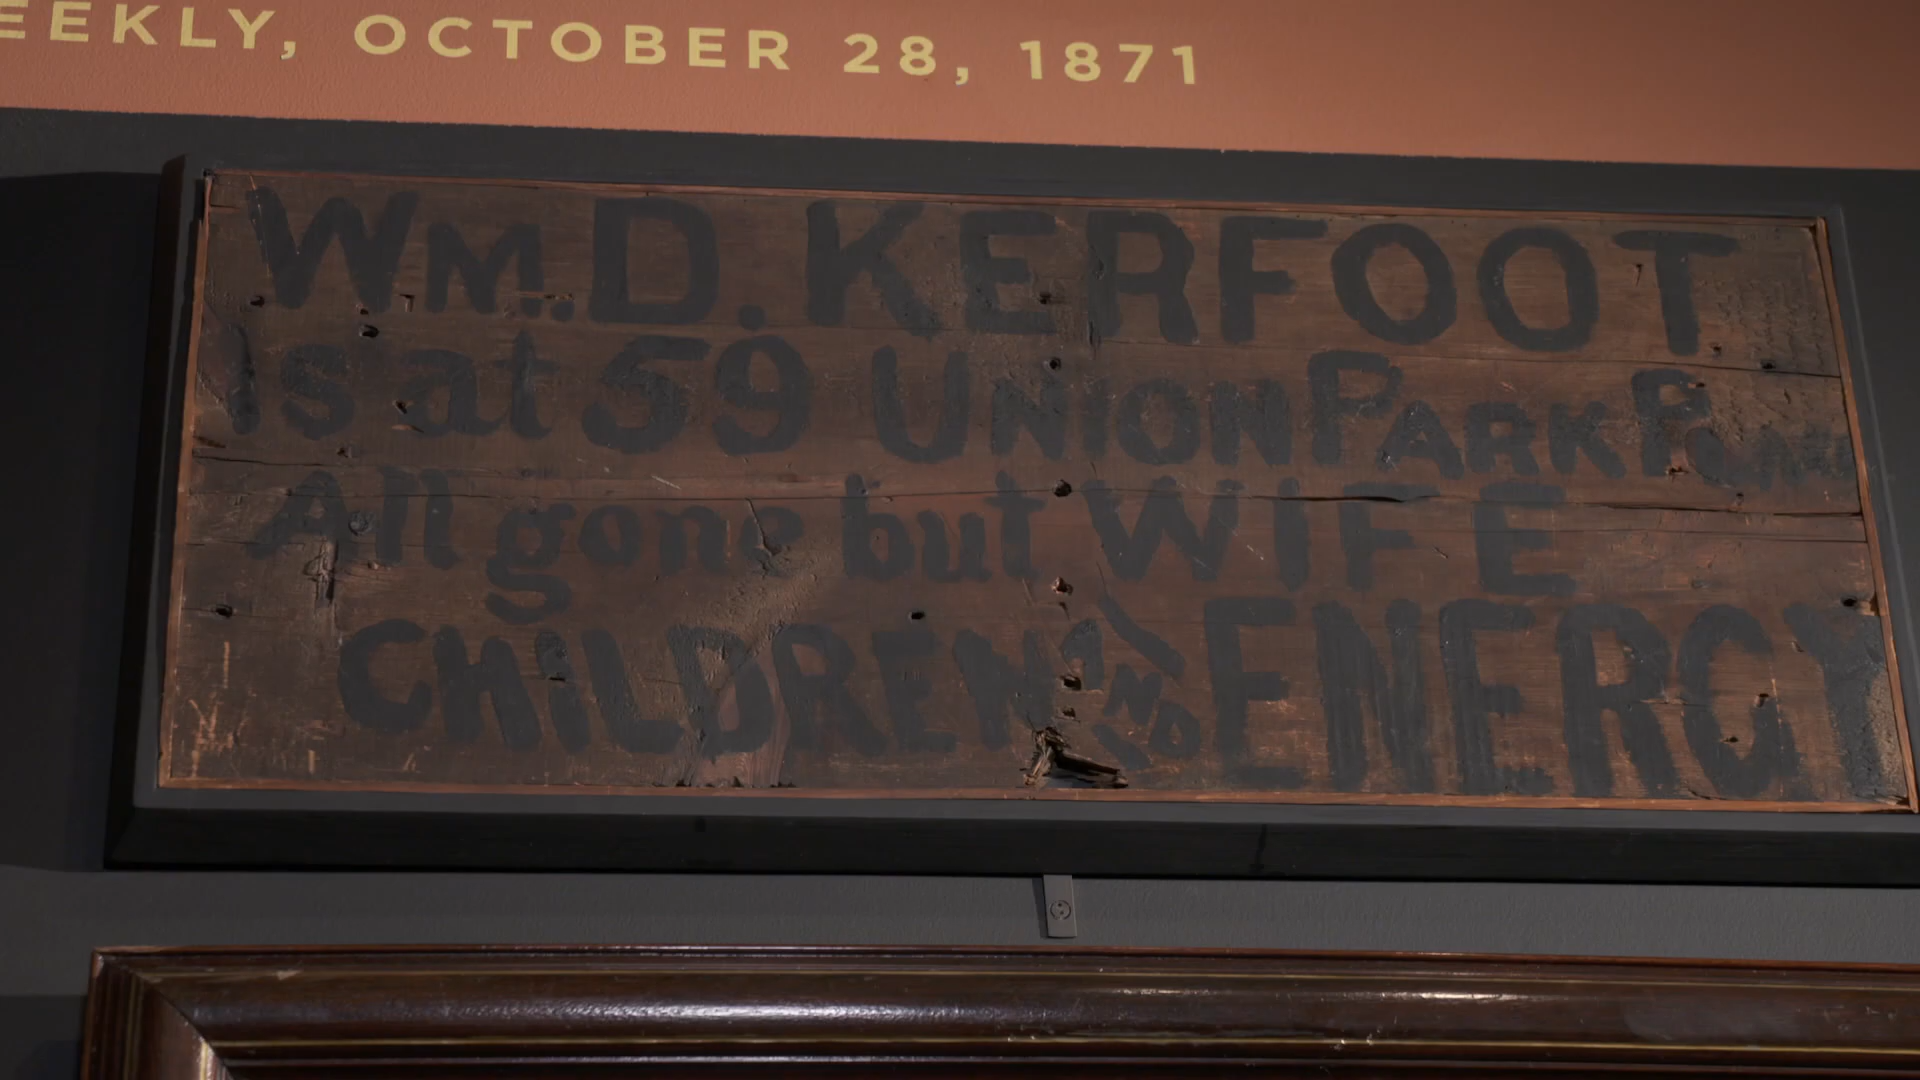 EEKLY, OCTOBER 28, 1871
WM. D. KERFOOT
Is at 59 UNION PARK
All gone but WIFE
CHILDREN AND ENERGY